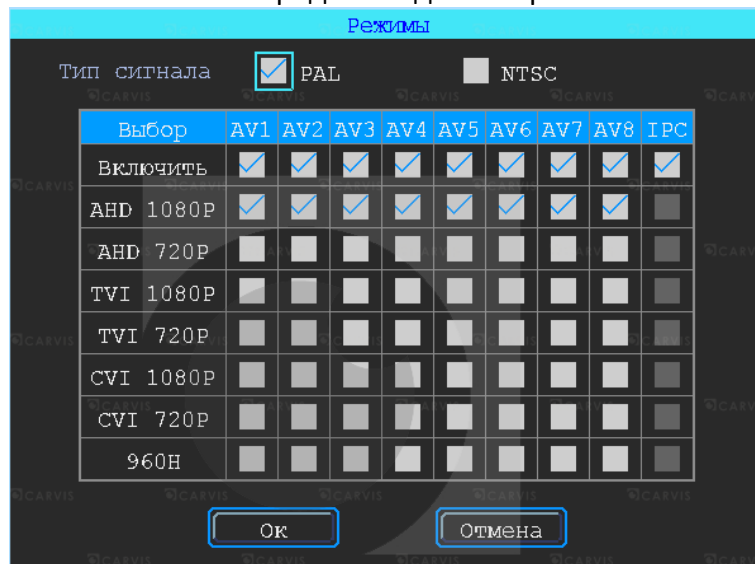 Режимы
Тип сигнала PAL NTSC
Выбор AV1 AV2 AV3 AV4 AV5 AV6 AV7 AV8 IPC
Включить
AHD 1080P
AHD 720P
TVI 1080P
TVI 720P
CVI 1080P
CVI 720P
960H
Ок Отмена
CARVIS